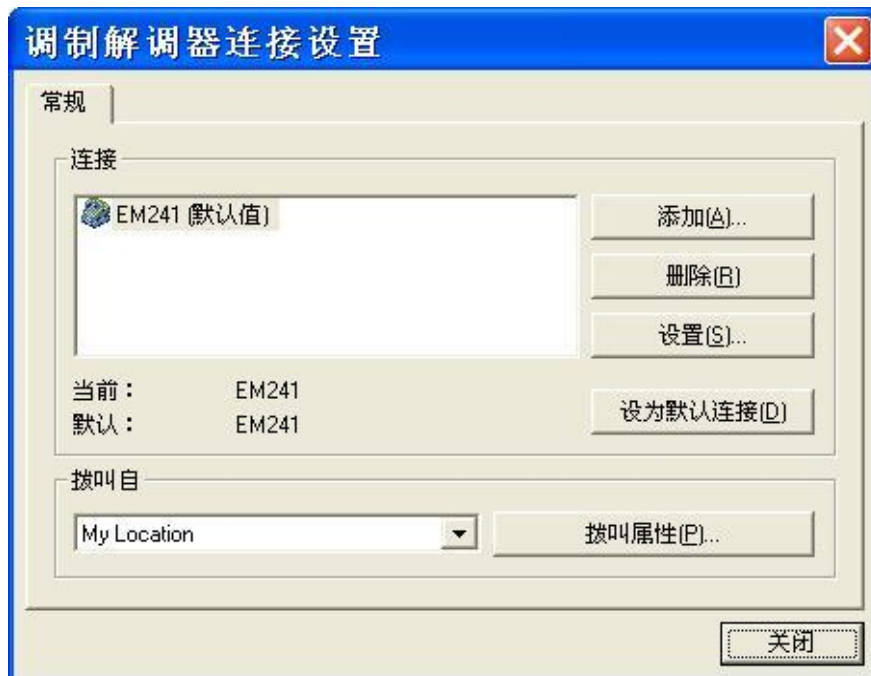 调制解调器连接设置
常规
连接
EM241 (默认值)
添加(A)...
删除(R)
设置(S)...
当前： EM241
默认： EM241
设为默认连接(D)
拨叫自
My Location
拨叫属性(P)...
关闭